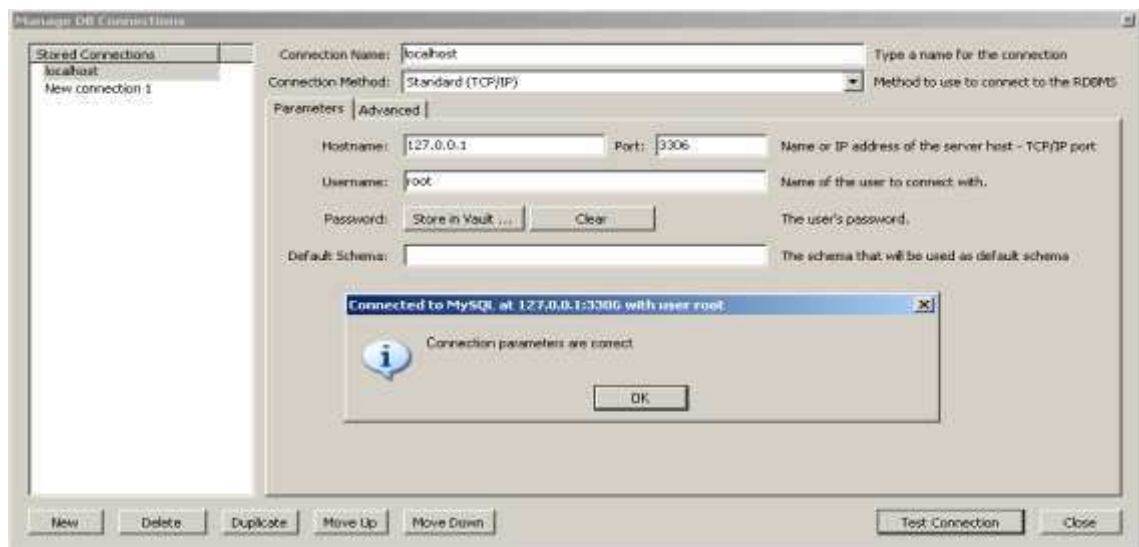 Manage DB Connections
Stored Connections
localhost
New connection 1
Connection Name: localhost Type a name for the connection
Connection Method: Standard (TCP/IP) Method to use to connect to the RDBMS
Parameters Advanced
Hostname: 127.0.0.1 Port: 3306 Name or IP address of the server host - TCP/IP port
Username: root Name of the user to connect with.
Password: Store in Vault ... Clear The user's password.
Default Schema: The schema that will be used as default schema
Connected to MySQL at 127.0.0.1:3306 with user root
Connection parameters are correct
OK
New Delete Duplicate Move Up Move Down Test Connection Close